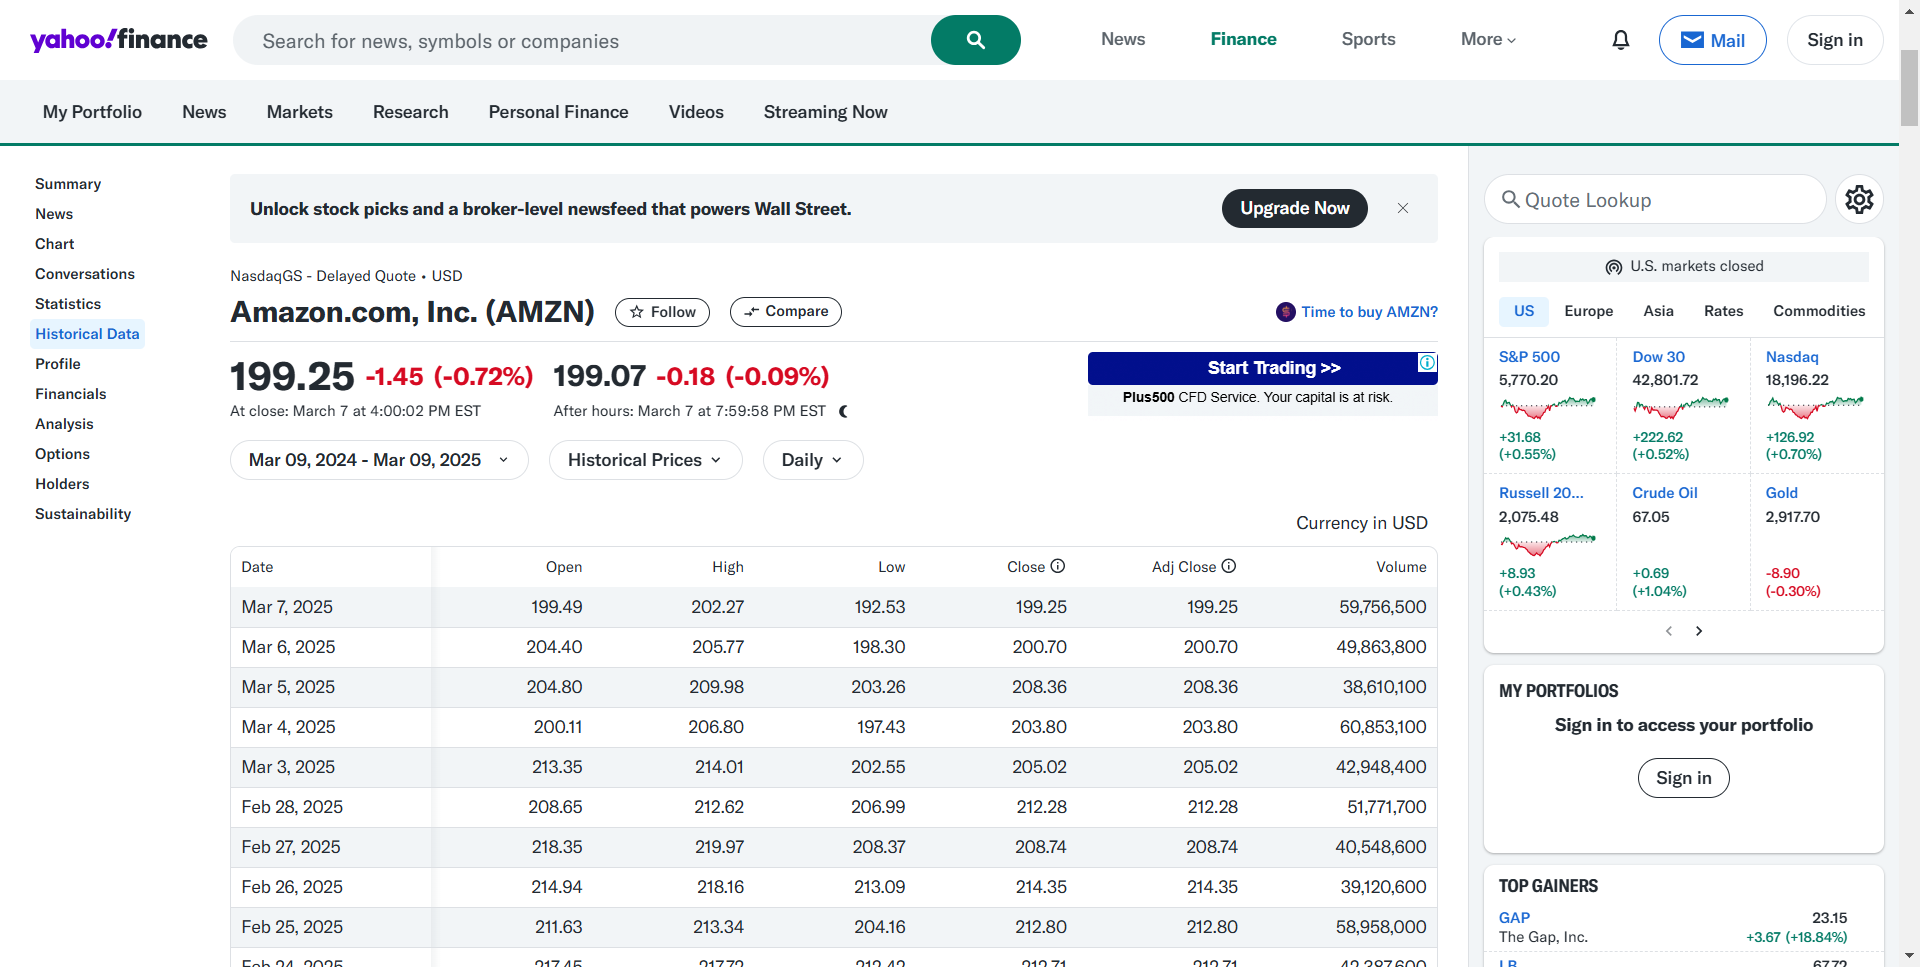 yahoo!finance
Search for news, symbols or companies
News Finance Sports More
Mail
Sign in
My Portfolio News Markets Research Personal Finance Videos Streaming Now
Summary
News
Chart
Conversations
Statistics
Historical Data
Profile
Financials
Analysis
Options
Holders
Sustainability
Unlock stock picks and a broker-level newsfeed that powers Wall Street.
Upgrade Now
NasdaqGS - Delayed Quote • USD
Amazon.com, Inc. (AMZN)
Follow
Compare
Time to buy AMZN?
199.25 -1.45 (-0.72%) 199.07 -0.18 (-0.09%)
At close: March 7 at 4:00:02 PM EST After hours: March 7 at 7:59:58 PM EST
Start Trading >>
Plus500 CFD Service. Your capital is at risk.
Mar 09, 2024 - Mar 09, 2025
Historical Prices
Daily
Currency in USD
Date Open High Low Close Adj Close Volume
Mar 7, 2025 199.49 202.27 192.53 199.25 199.25 59,756,500
Mar 6, 2025 204.40 205.77 198.30 200.70 200.70 49,863,800
Mar 5, 2025 204.80 209.98 203.26 208.36 208.36 38,610,100
Mar 4, 2025 200.11 206.80 197.43 203.80 203.80 60,853,100
Mar 3, 2025 213.35 214.01 202.55 205.02 205.02 42,948,400
Feb 28, 2025 208.65 212.62 206.99 212.28 212.28 51,771,700
Feb 27, 2025 218.35 219.97 208.37 208.74 208.74 40,548,600
Feb 26, 2025 214.94 218.16 213.09 214.35 214.35 39,120,600
Feb 25, 2025 211.63 213.34 204.16 212.80 212.80 58,958,000
Feb 24, 2025 217.45 217.72 212.42 212.71 212.71 42,387,600
Quote Lookup
U.S. markets closed
US Europe Asia Rates Commodities
S&P 500 Dow 30 Nasdaq
5,770.20 42,801.72 18,196.22
+31.68 +222.62 +126.92
(+0.55%) (+0.52%) (+0.70%)
Russell 20... Crude Oil Gold
2,075.48 67.05 2,917.70
+8.93 +0.69 -8.90
(+0.43%) (+1.04%) (-0.30%)
MY PORTFOLIOS
Sign in to access your portfolio
Sign in
TOP GAINERS
GAP 23.15
The Gap, Inc. +3.67 (+18.84%)
LB 67.72